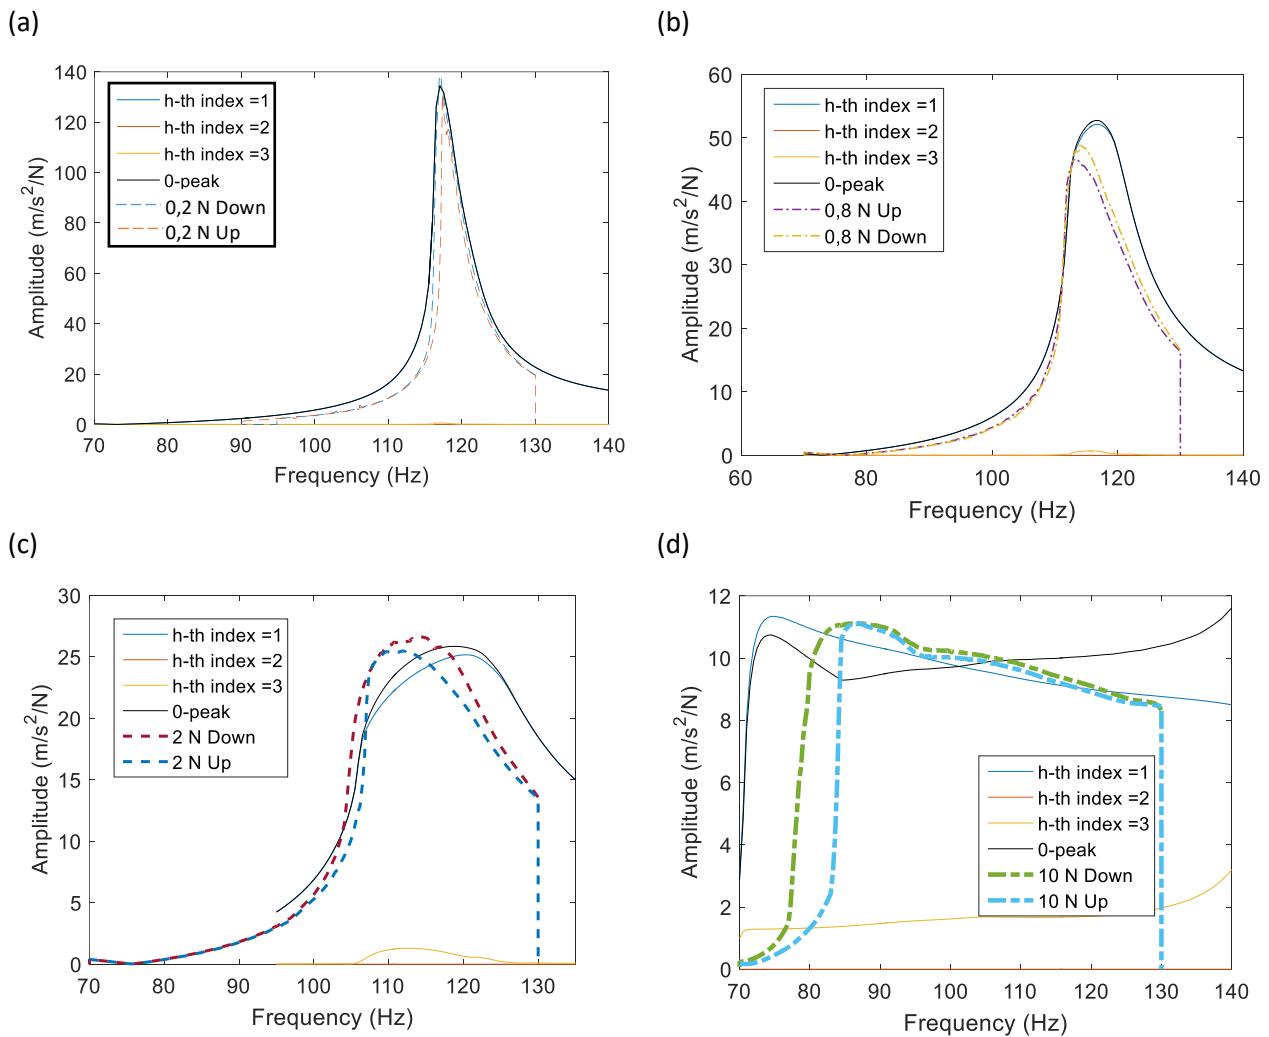 (a)
140
120
100
80
60
40
20
0
70 80 90 100 110 120 130 140
Amplitude (m/s²/N)
Frequency (Hz)
h-th index =1
h-th index =2
h-th index =3
0-peak
0,2 N Down
0,2 N Up
(b)
60
50
40
30
20
10
0
60 80 100 120 140
Amplitude (m/s²/N)
Frequency (Hz)
h-th index =1
h-th index =2
h-th index =3
0-peak
0,8 N Up
0,8 N Down
(c)
30
25
20
15
10
5
0
70 80 90 100 110 120 130
Amplitude (m/s²/N)
Frequency (Hz)
h-th index =1
h-th index =2
h-th index =3
0-peak
2 N Down
2 N Up
(d)
12
10
8
6
4
2
0
70 80 90 100 110 120 130 140
Amplitude (m/s²/N)
Frequency (Hz)
h-th index =1
h-th index =2
h-th index =3
0-peak
10 N Down
10 N Up